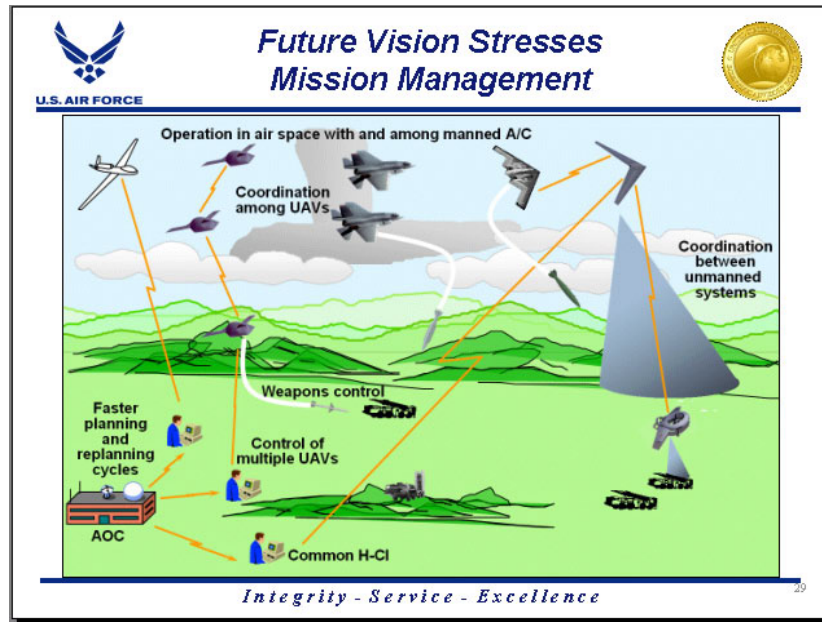 Future Vision Stresses
Mission Management
U.S. AIR FORCE
Operation in air space with and among manned A/C
Coordination
among UAVs
Coordination
between
unmanned
systems
Weapons control
Faster
planning
and
replanning
cycles
Control of
multiple UAVs
AOC
Common H-CI
Integrity - Service - Excellence
29